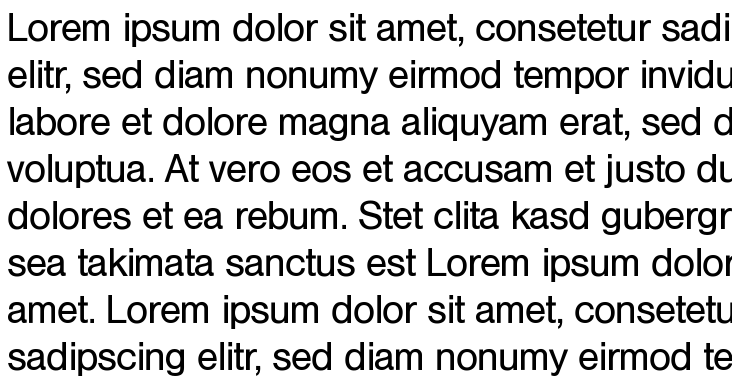 Lorem ipsum dolor sit amet, consetetur sadi
elitr, sed diam nonumy eirmod tempor invidu
labore et dolore magna aliquyam erat, sed d
voluptua. At vero eos et accusam et justo du
dolores et ea rebum. Stet clita kasd gubergr
sea takimata sanctus est Lorem ipsum dolor
amet. Lorem ipsum dolor sit amet, consetetu
sadipscing elitr, sed diam nonumy eirmod te